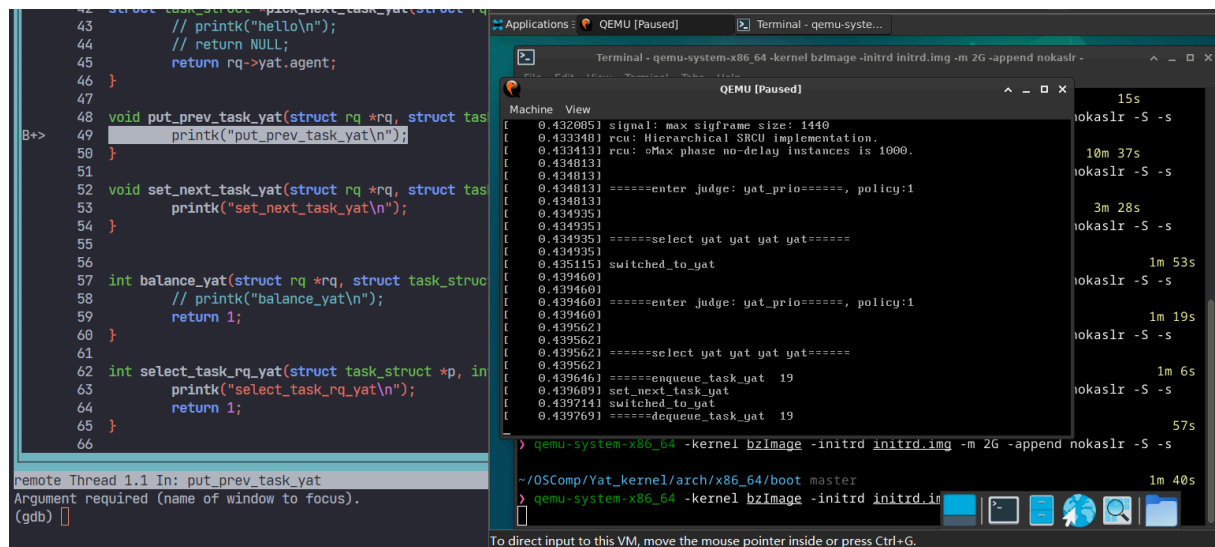 42 struct task_struct *pick_next_task_yat(struct rq
43 // printk("hello\n");
44 // return NULL;
45 return rq->yat.agent;
46 }
47
48 void put_prev_task_yat(struct rq *rq, struct tas
B+> 49 printk("put_prev_task_yat\n");
50 }
51
52 void set_next_task_yat(struct rq *rq, struct tas
53 printk("set_next_task_yat\n");
54 }
55
56
57 int balance_yat(struct rq *rq, struct task_struc
58 // printk("balance_yat\n");
59 return 1;
60 }
61
62 int select_task_rq_yat(struct task_struct *p, in
63 printk("select_task_rq_yat\n");
64 return 1;
65 }
66
remote Thread 1.1 In: put_prev_task_yat
Argument required (name of window to focus).
(gdb)
Applications QEMU [Paused] Terminal - qemu-syste...
Terminal - qemu-system-x86_64 -kernel bzImage -initrd initrd.img -m 2G -append nokaslr -
File Edit View Terminal Tabs Help
QEMU [Paused]
Machine View
[ 0.432085] signal: max sigframe size: 1440
[ 0.433348] rcu: Hierarchical SRCU implementation.
[ 0.433413] rcu: Max phase no-delay instances is 1000.
[ 0.434813]
[ 0.434813] ======enter judge: yat_prio======, policy:1
[ 0.434813]
[ 0.434935]
[ 0.434935] ======select yat yat yat yat======
[ 0.434935]
[ 0.435115] switched_to_yat
[ 0.439460]
[ 0.439460]
[ 0.439460] ======enter judge: yat_prio======, policy:1
[ 0.439460]
[ 0.439562]
[ 0.439562]
[ 0.439562] ======select yat yat yat yat======
[ 0.439562]
[ 0.439646] ======enqueue_task_yat 19
[ 0.439689] set_next_task_yat
[ 0.439714] switched_to_yat
[ 0.439769] ======dequeue_task_yat 19
15s
nokaslr -S -s
10m 37s
nokaslr -S -s
3m 28s
nokaslr -S -s
1m 53s
nokaslr -S -s
1m 19s
nokaslr -S -s
1m 6s
nokaslr -S -s
57s
❯ qemu-system-x86_64 -kernel bzImage -initrd initrd.img -m 2G -append nokaslr -S -s
~/OSComp/Yat_kernel/arch/x86_64/boot master 1m 40s
❯ qemu-system-x86_64 -kernel bzImage -initrd initrd.im
To direct input to this VM, move the mouse pointer inside or press Ctrl+G.